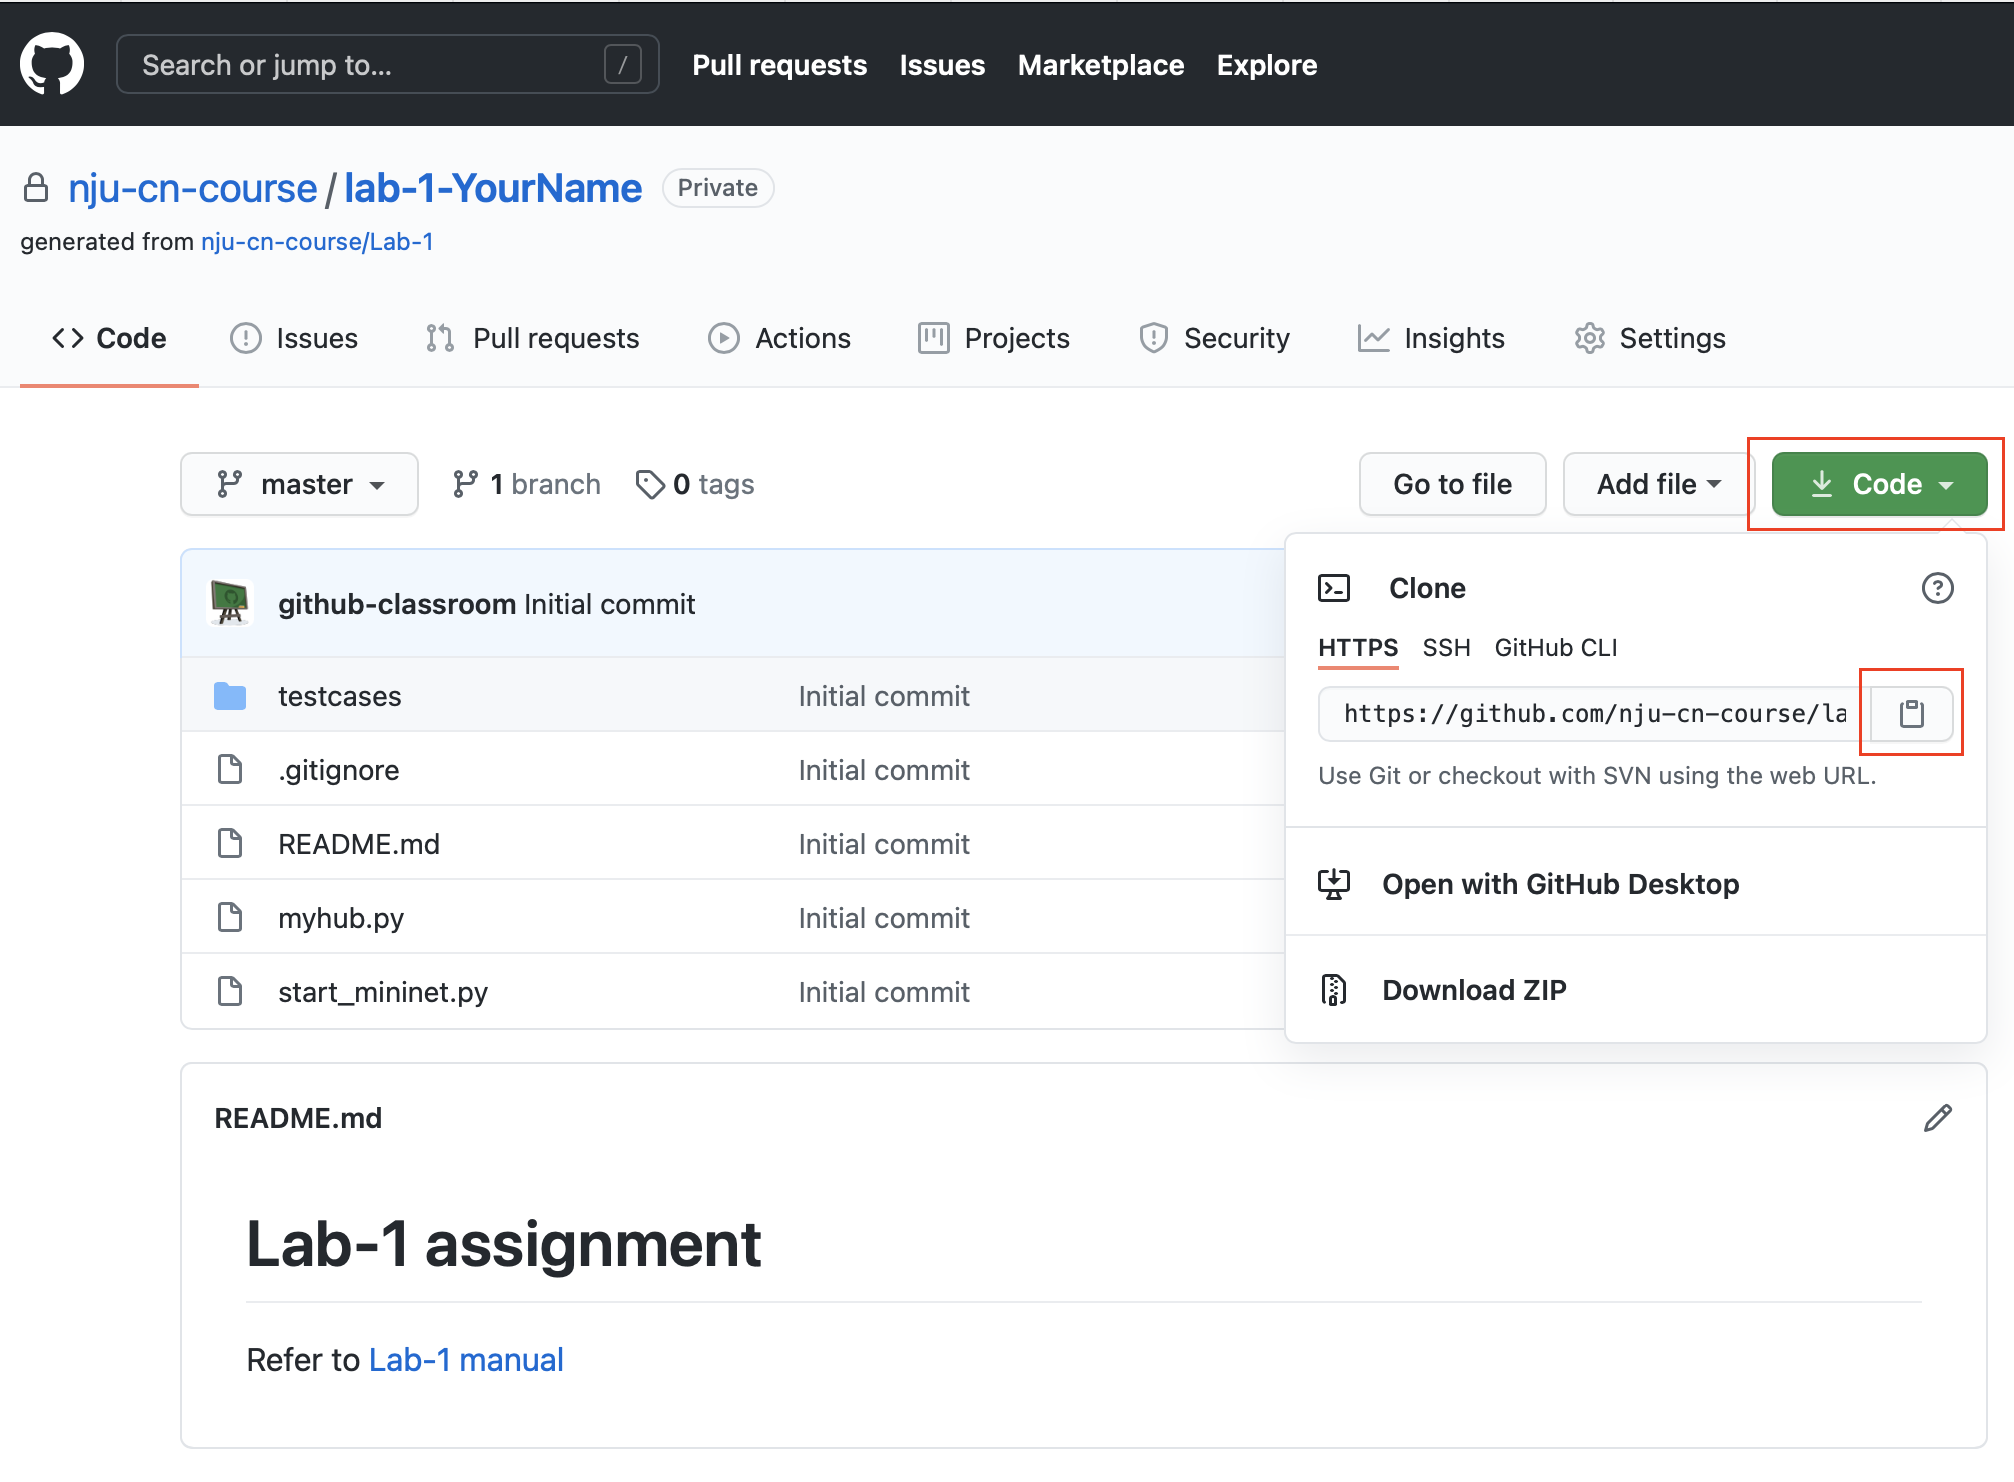 Search or jump to... / Pull requests Issues Marketplace Explore
nju-cn-course / lab-1-YourName Private
generated from nju-cn-course/Lab-1
Code Issues Pull requests Actions Projects Security Insights Settings
master 1 branch 0 tags Go to file Add file Code
github-classroom Initial commit
testcases Initial commit
.gitignore Initial commit
README.md Initial commit
myhub.py Initial commit
start_mininet.py Initial commit
Clone
HTTPS SSH GitHub CLI
https://github.com/nju-cn-course/la
Use Git or checkout with SVN using the web URL.
Open with GitHub Desktop
Download ZIP
README.md
Lab-1 assignment
Refer to Lab-1 manual